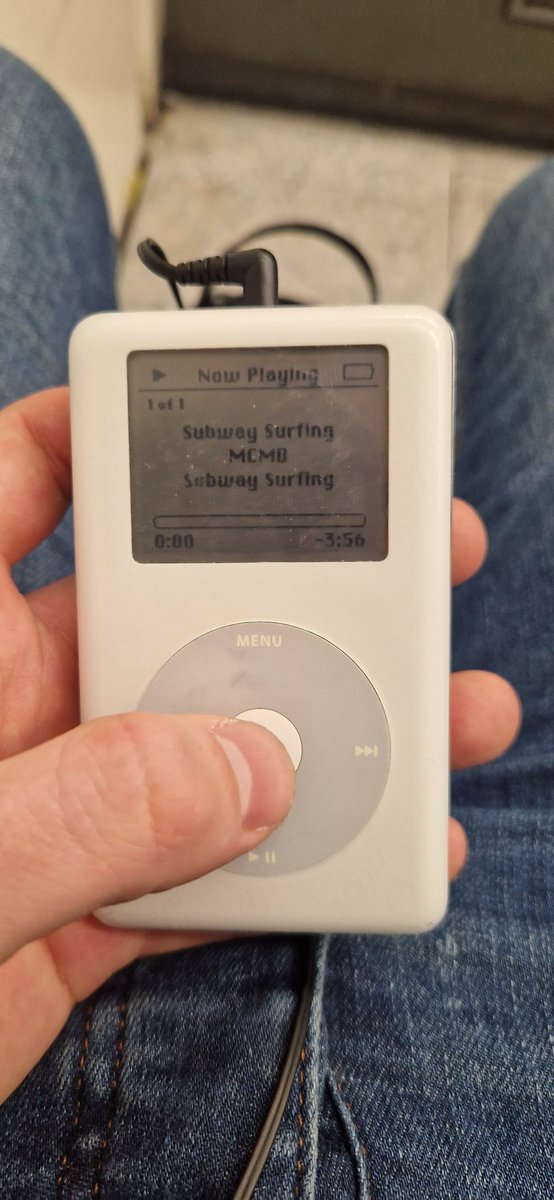 Now Playing
1 of 1
Subway Surfing
MCMB
Subway Surfing
0:00 -3:56
MENU